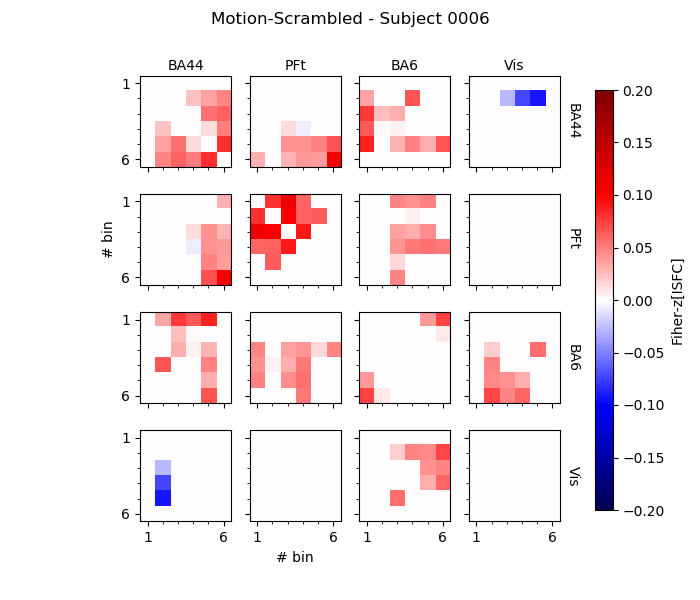 Motion-Scrambled - Subject 0006
BA44 PFt BA6 Vis
1
6
BA44
1
6
PFt
1
6
BA6
1
6
Vis
1 6 1 6 1 6 1 6
# bin
# bin
0.20
0.15
0.10
0.05
0.00
−0.05
−0.10
−0.15
−0.20
Fiher-z[ISFC]